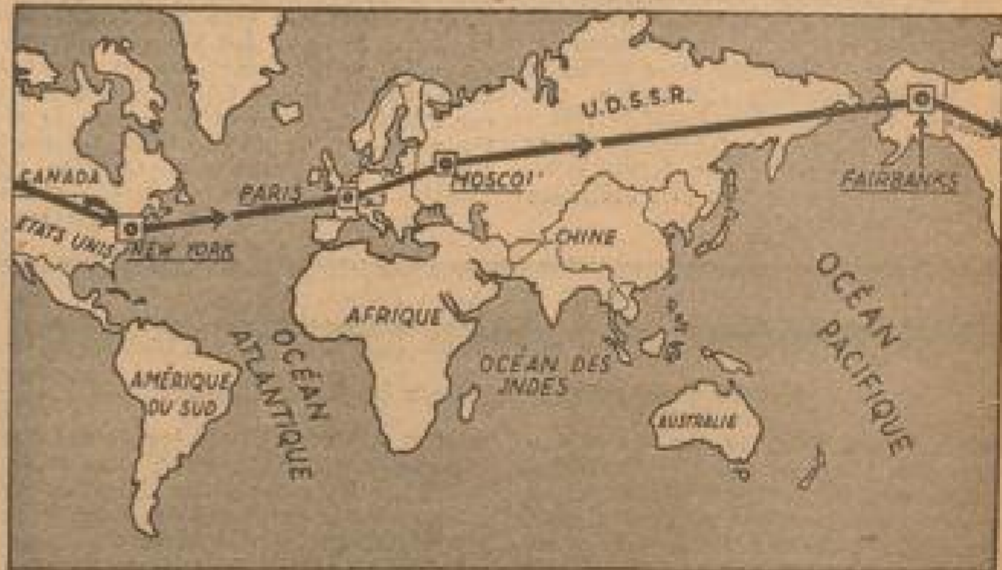 U.D.S.S.R.
CANADA
PARIS
MOSCOU
FAIRBANKS
ETATS UNIS
NEW YORK
CHINE
AFRIQUE
OCÉAN
ATLANTIQUE
OCÉAN DES
INDES
OCÉAN
PACIFIQUE
AMÉRIQUE
DU SUD
AUSTRALIE